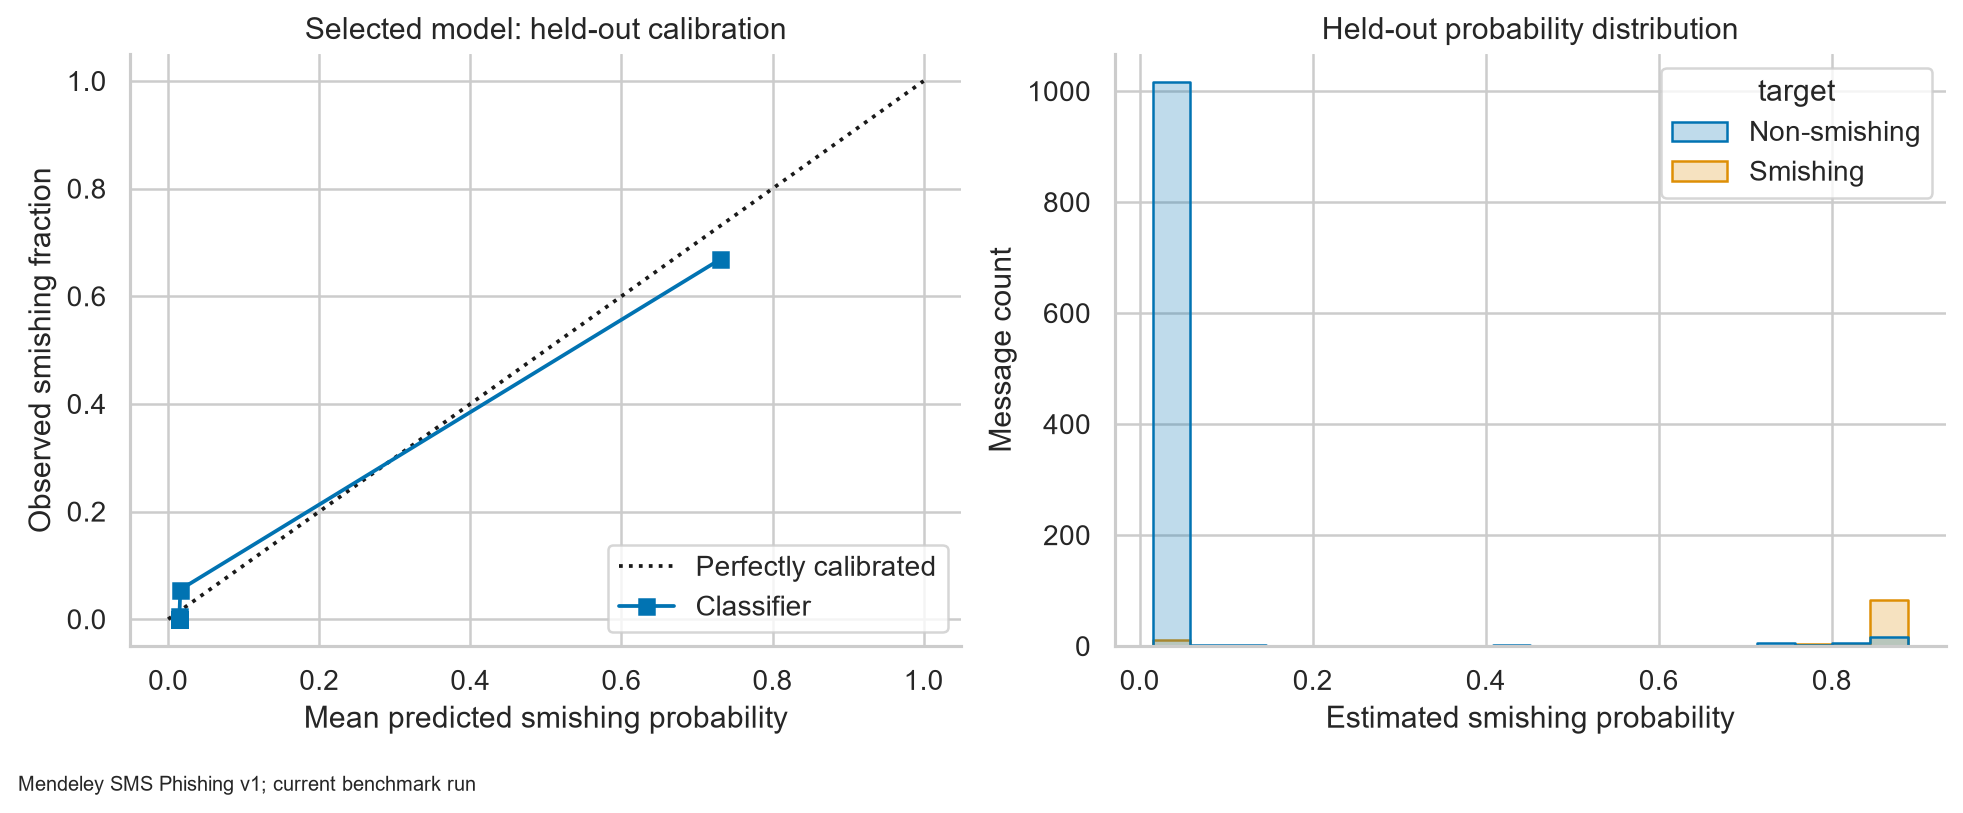 Selected model: held-out calibration
1.0
0.8
0.6
0.4
0.2
0.0
Observed smishing fraction
Perfectly calibrated
Classifier
0.0 0.2 0.4 0.6 0.8 1.0
Mean predicted smishing probability
Held-out probability distribution
1000
800
600
400
200
0
Message count
target
Non-smishing
Smishing
0.0 0.2 0.4 0.6 0.8
Estimated smishing probability
Mendeley SMS Phishing v1; current benchmark run